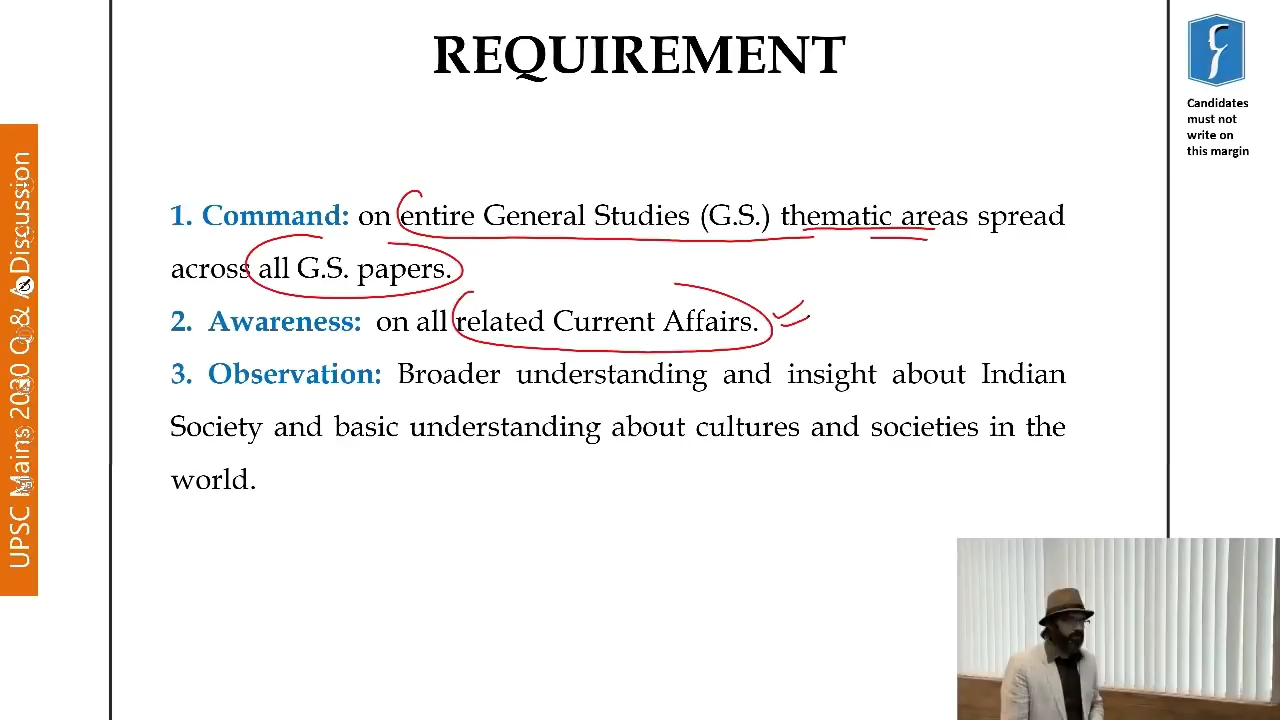 REQUIREMENT
Candidates
must not
write on
this margin
UPSC Mains 2020 Q & A Discussion
1. Command: on entire General Studies (G.S.) thematic areas spread
across all G.S. papers.
2. Awareness: on all related Current Affairs.
3. Observation: Broader understanding and insight about Indian
Society and basic understanding about cultures and societies in the
world.